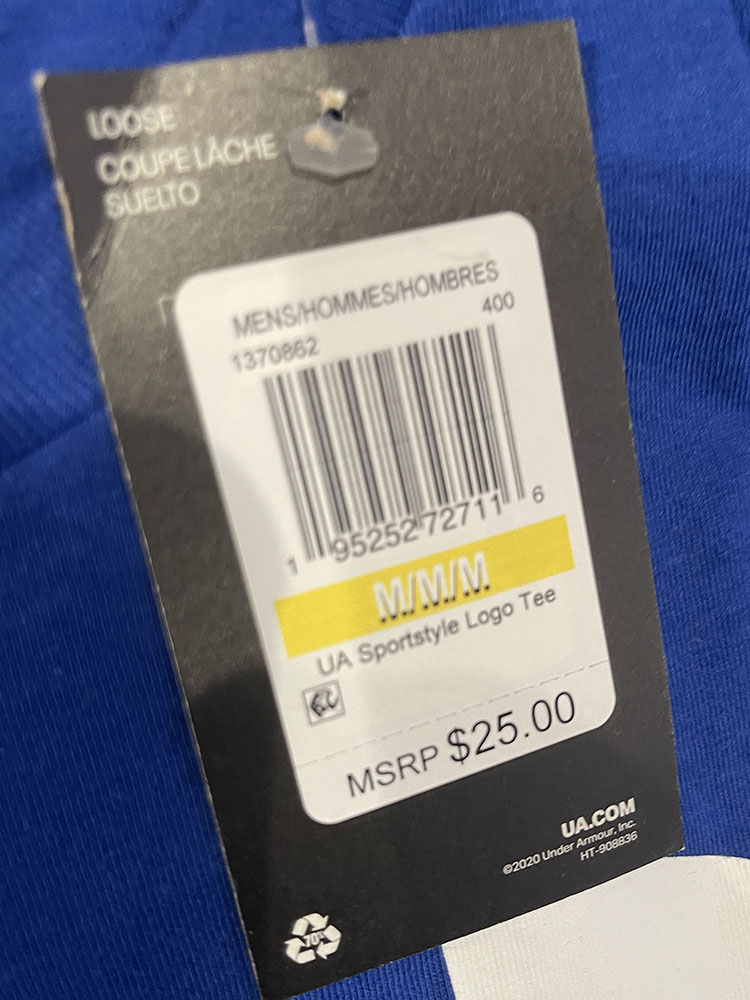 LOOSE
COUPE LÂCHE
SUELTO
MENS/HOMMES/HOMBRES
1370862 400
1 95252 72711 6
M/M/M
UA Sportstyle Logo Tee
MSRP $25.00
UA.COM
©2020 Under Armour, Inc.
HT-908836
70%